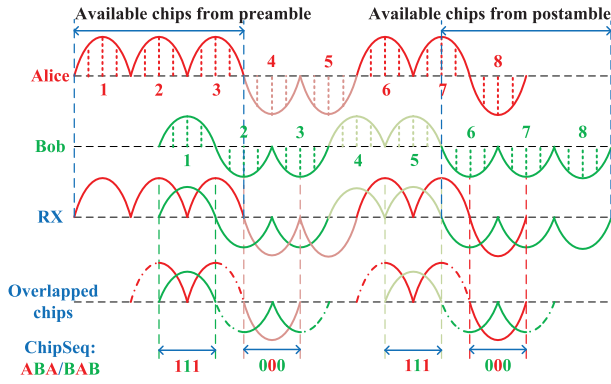 Available chips from preamble Available chips from postamble
Alice 1 2 3 4 5 6 7 8
Bob 1 2 3 4 5 6 7 8
RX
Overlapped
chips
ChipSeq:
ABA/BAB 111 000 111 000